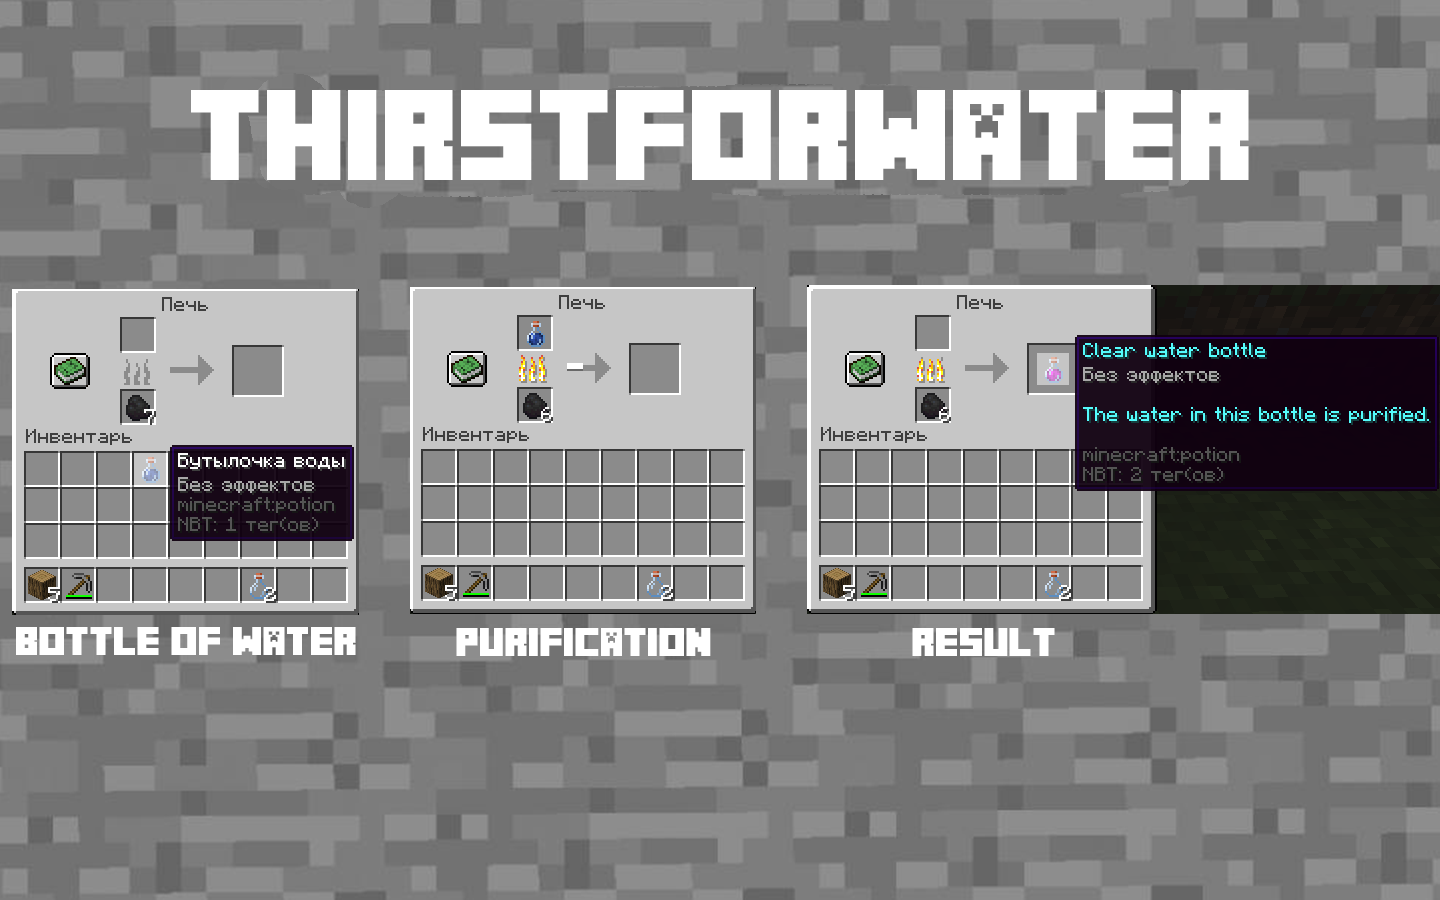 THIRSTFORWATER
Печь
7
Инвентарь
Бутылочка воды
Без эффектов
minecraft:potion
NBT: 1 тег(ов)
5
2
BOTTLE OF WATER
Печь
6
Инвентарь
5
2
PURIFICATION
Печь
6
Инвентарь
Clear water bottle
Без эффектов
The water in this bottle is purified.
minecraft:potion
NBT: 2 тег(ов)
5
2
RESULT